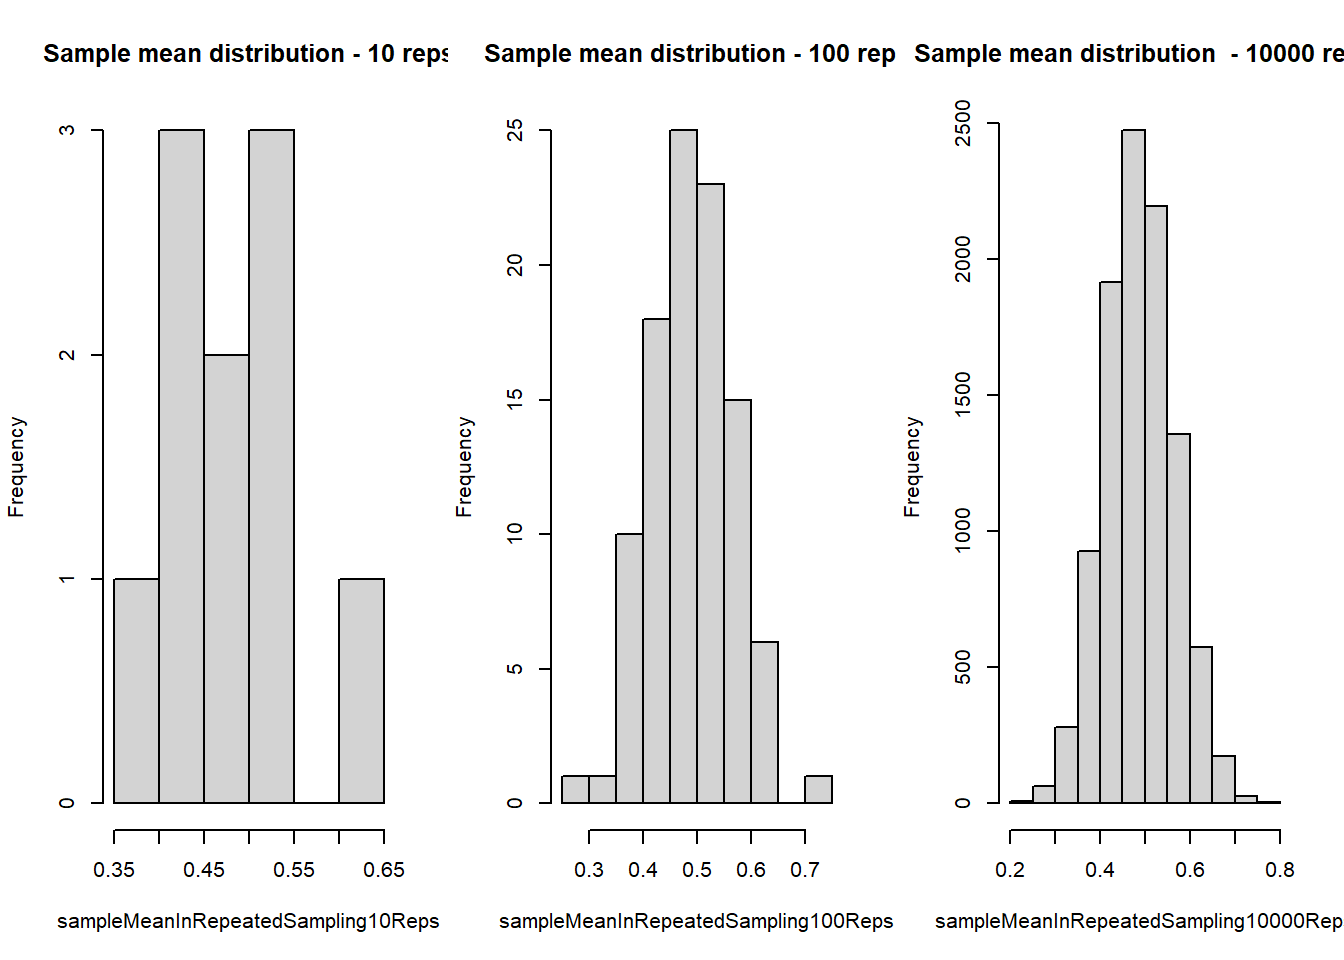 Sample mean distribution - 10 reps
Frequency
3
2
1
0
0.35 0.45 0.55 0.65
sampleMeanInRepeatedSampling10Reps
Sample mean distribution - 100 rep
Frequency
25
20
15
10
5
0
0.3 0.4 0.5 0.6 0.7
sampleMeanInRepeatedSampling100Reps
Sample mean distribution  - 10000 re
Frequency
2500
2000
1500
1000
500
0
0.2 0.4 0.6 0.8
sampleMeanInRepeatedSampling10000Rep